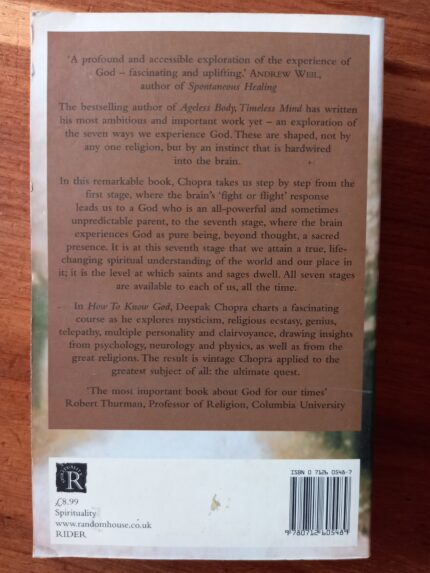 ‘A profound and accessible exploration of the experience of
God – fascinating and uplifting.’ ANDREW WEIL,
author of Spontaneous Healing
The bestselling author of Ageless Body, Timeless Mind has written
his most ambitious and important work yet – an exploration of
the seven ways we experience God. These are shaped, not by
any one religion, but by an instinct that is hardwired
into the brain.
In this remarkable book, Chopra takes us step by step from the
first stage, where the brain’s ‘fight or flight’ response
leads us to a God who is an all-powerful and sometimes
unpredictable parent, to the seventh stage, where the brain
experiences God as pure being, beyond thought, a sacred
presence. It is at this seventh stage that we attain a true, life-
changing spiritual understanding of the world and our place in
it; it is the level at which saints and sages dwell. All seven stages
are available to each of us, all the time.
In How To Know God, Deepak Chopra charts a fascinating
course as he explores mysticism, religious ecstasy, genius,
telepathy, multiple personality and clairvoyance, drawing insights
from psychology, neurology and physics, as well as from the
great religions. The result is vintage Chopra applied to the
greatest subject of all: the ultimate quest.
‘The most important book about God for our times’
Robert Thurman, Professor of Religion, Columbia University
R
£8.99
Spirituality
www.randomhouse.co.uk
RIDER
ISBN 0 7126 0548-7
9 780712 605489